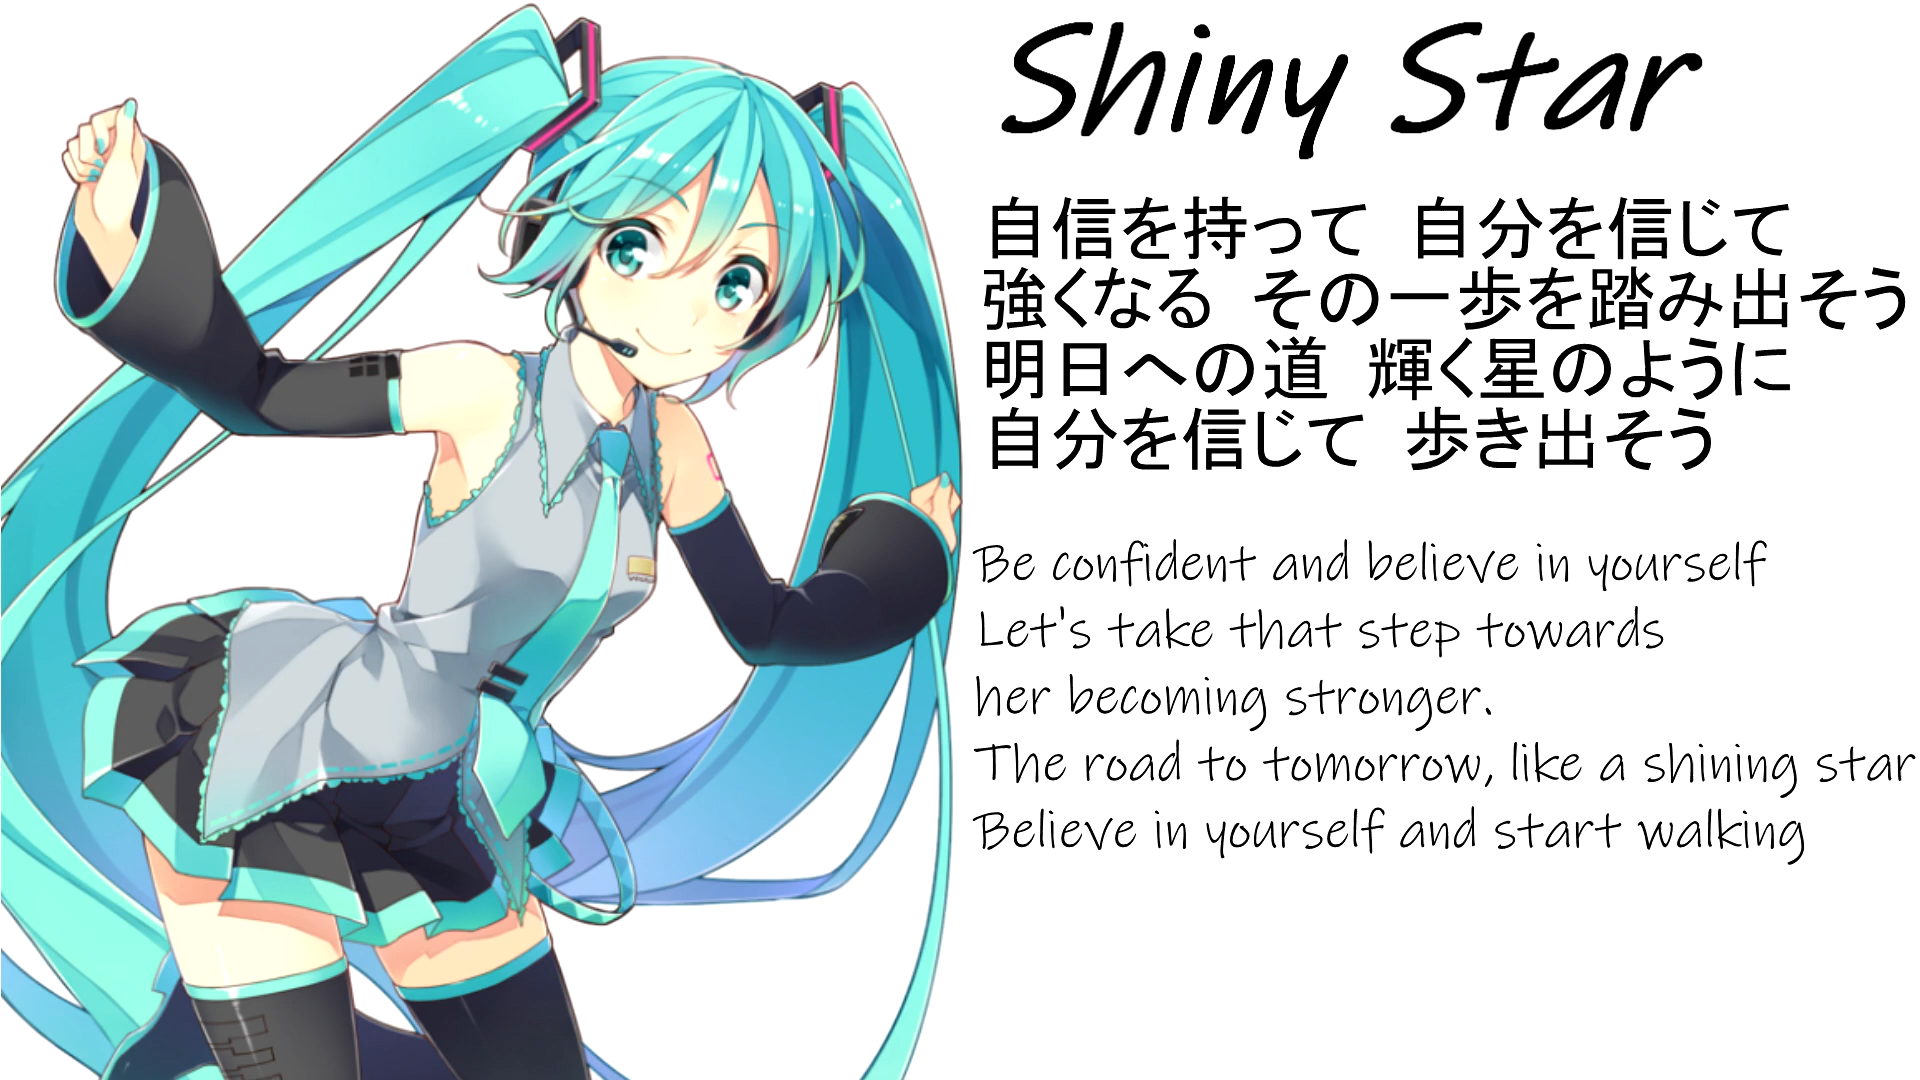 Shiny Star
自信を持って 自分を信じて
強くなる その一歩を踏み出そう
明日への道 輝く星のように
自分を信じて 歩き出そう
Be confident and believe in yourself
Let's take that step towards
her becoming stronger.
The road to tomorrow, like a shining star
Believe in yourself and start walking